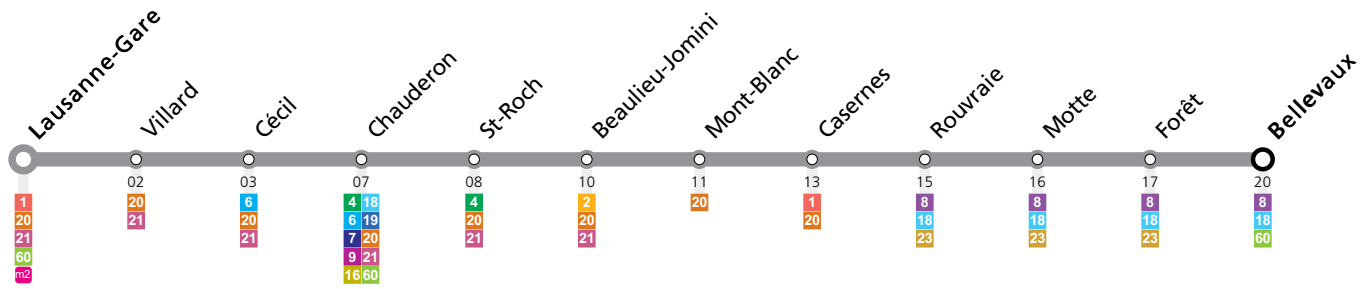 Lausanne-Gare
Villard
Cécil
Chauderon
St-Roch
Beaulieu-Jomini
Mont-Blanc
Casernes
Rouvraie
Motte
Forêt
Bellevaux
02 03 07 08 10 11 13 15 16 17 20
1 20 6 4 18 4 2 20 1 8 8 8 8
20 21 20 6 19 20 20 20 18 18 18 18
21 21 7 20 21 21 23 23 23 60
60 9 21
m2 16 60